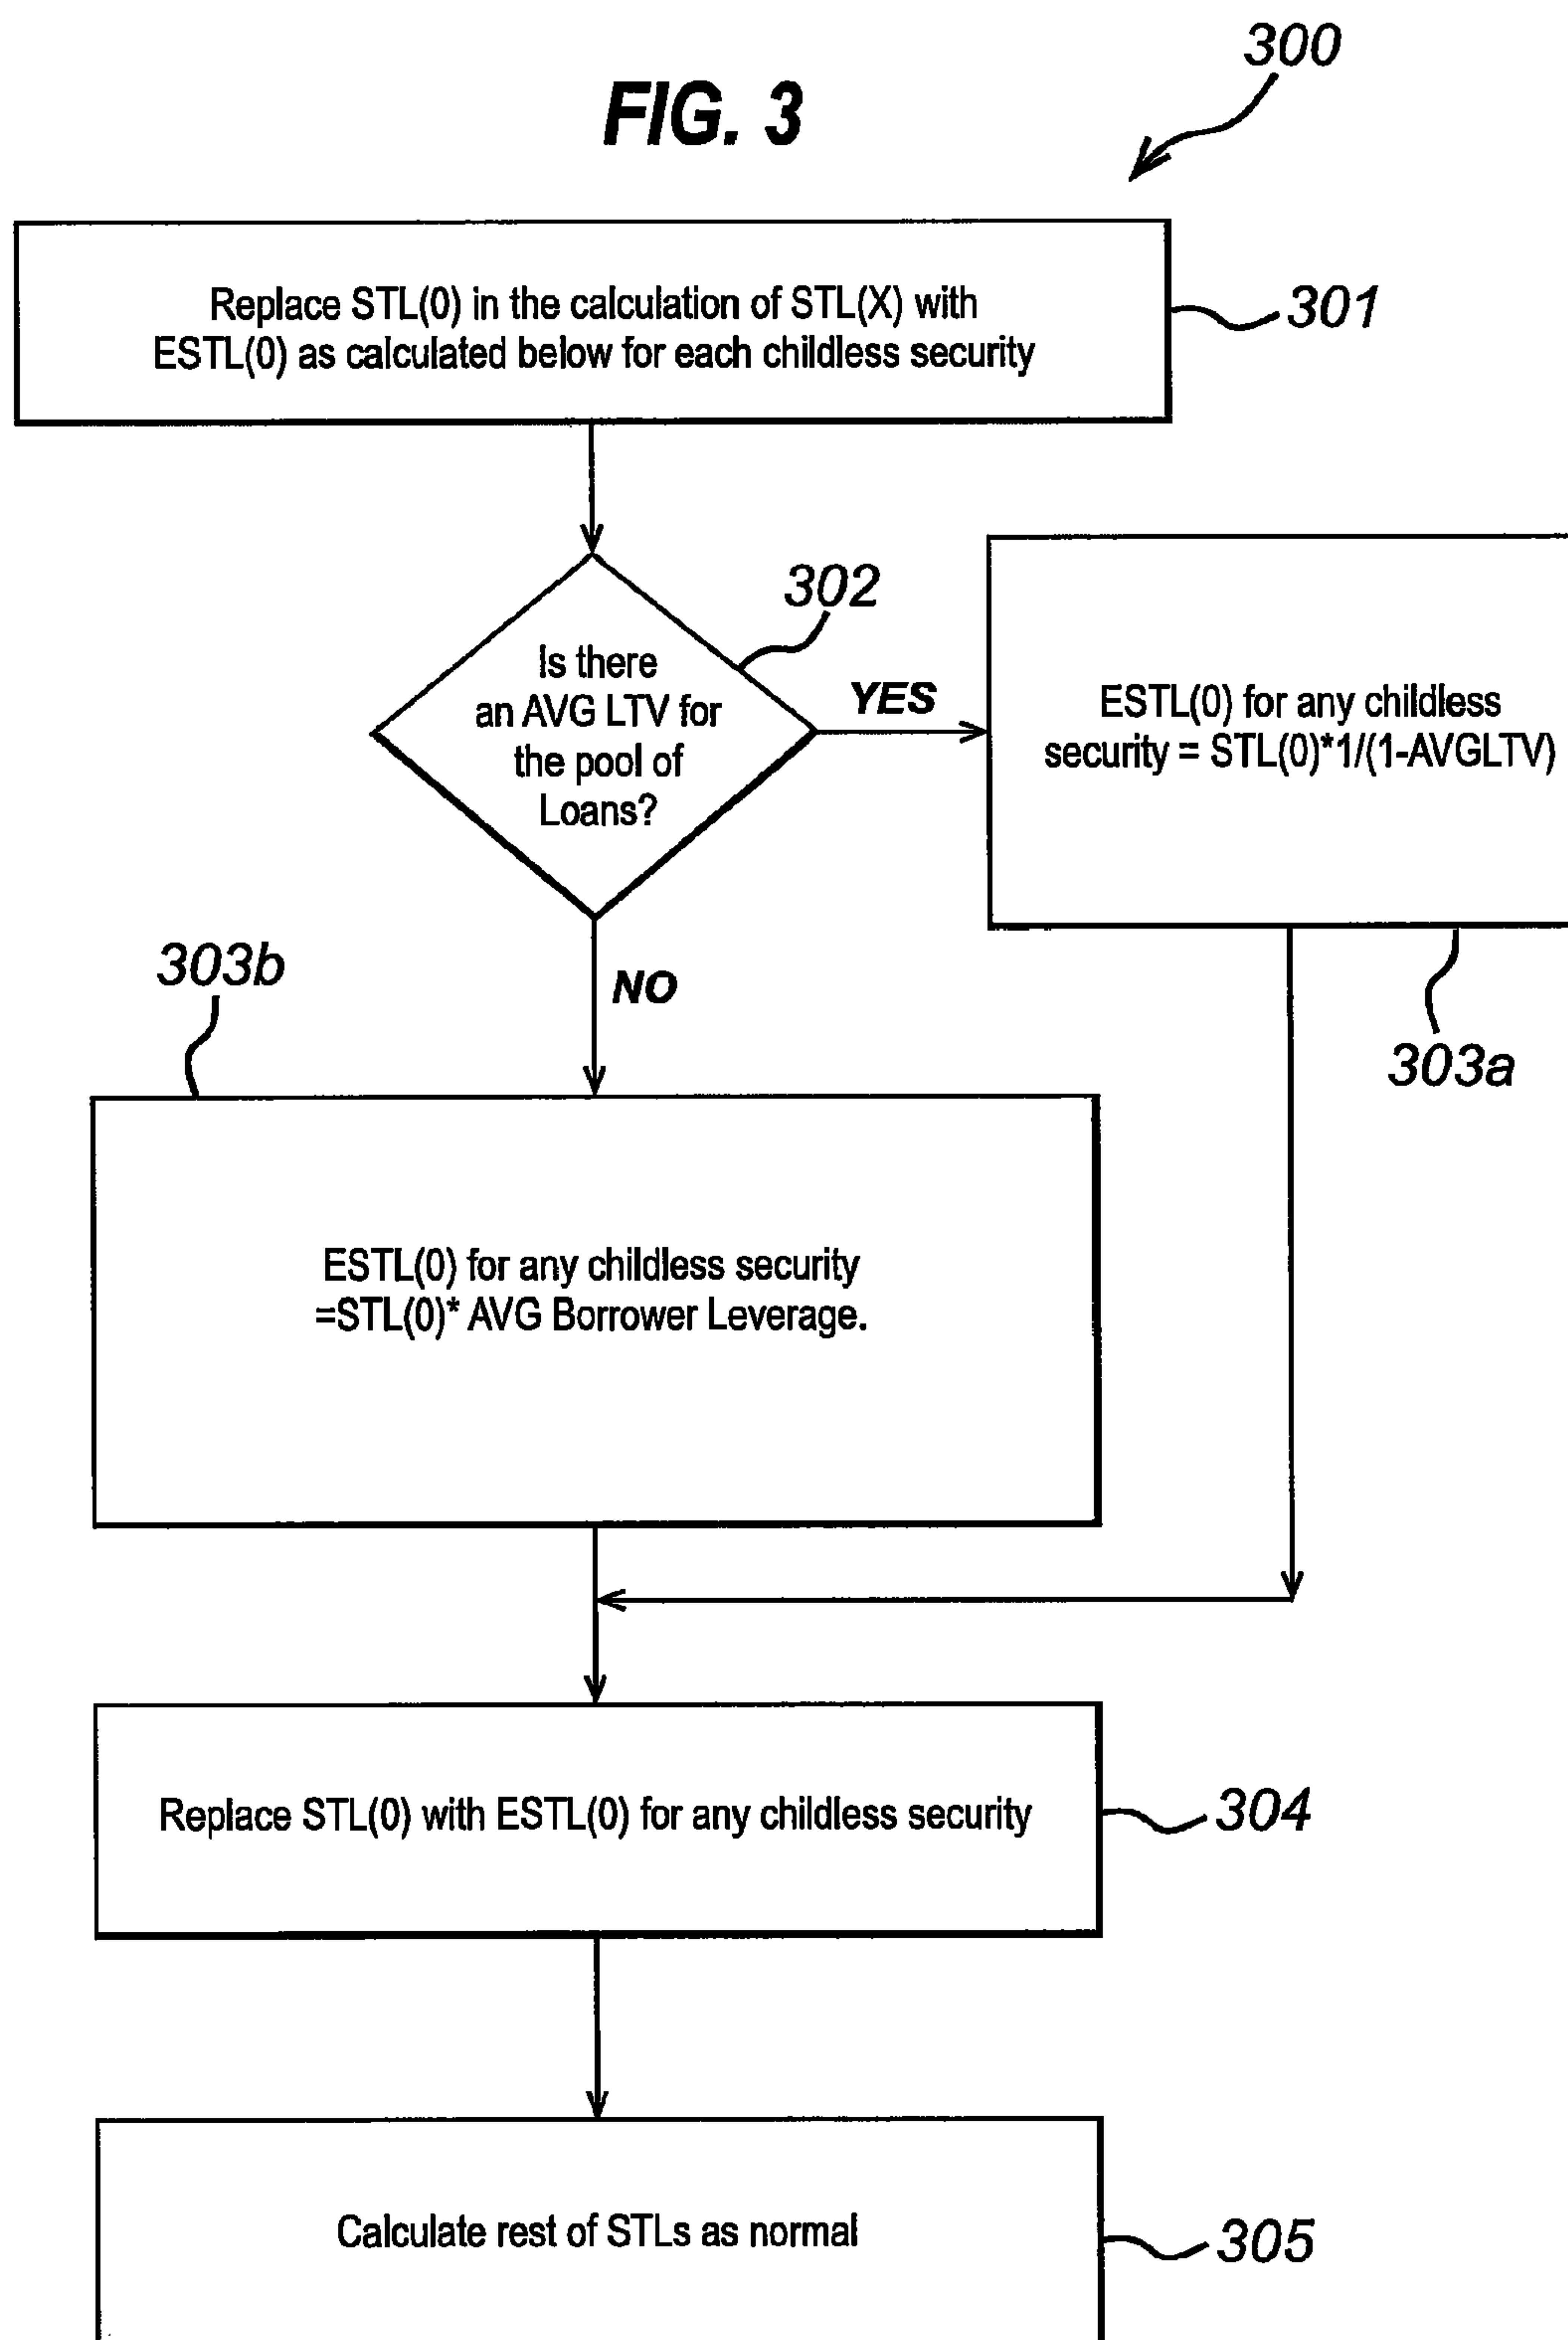 FIG. 3
300
Replace STL(0) in the calculation of STL(X) with
ESTL(0) as calculated below for each childless security
301
302
Is there
an AVG LTV for
the pool of
Loans?
YES
ESTL(0) for any childless
security = STL(0)*1/(1-AVGLTV)
303a
NO
303b
ESTL(0) for any childless security
=STL(0)* AVG Borrower Leverage.
Replace STL(0) with ESTL(0) for any childless security
304
Calculate rest of STLs as normal
305